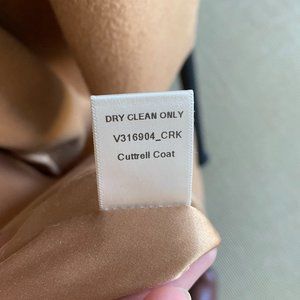 DRY CLEAN ONLY
V316904_CRK
Cuttrell Coat